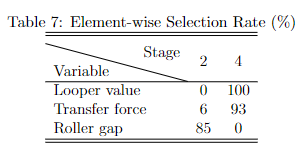 Table 7: Element-wise Selection Rate (%)
Stage 2 4
Variable
Looper value 0 100
Transfer force 6 93
Roller gap 85 0